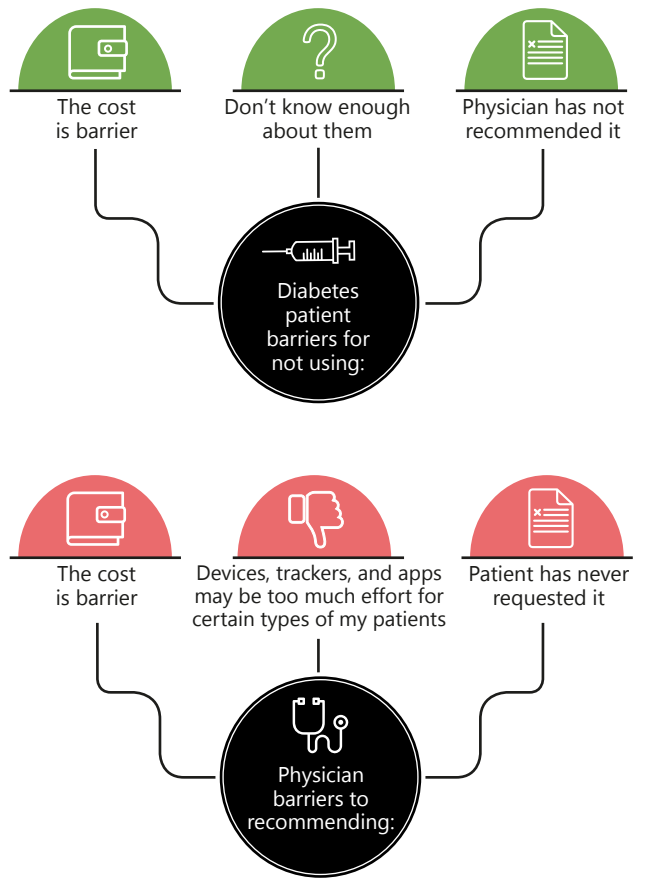 The cost
is barrier
Don't know enough
about them
Physician has not
recommended it
Diabetes
patient
barriers for
not using:
The cost
is barrier
Devices, trackers, and apps
may be too much effort for
certain types of my patients
Patient has never
requested it
Physician
barriers to
recommending: